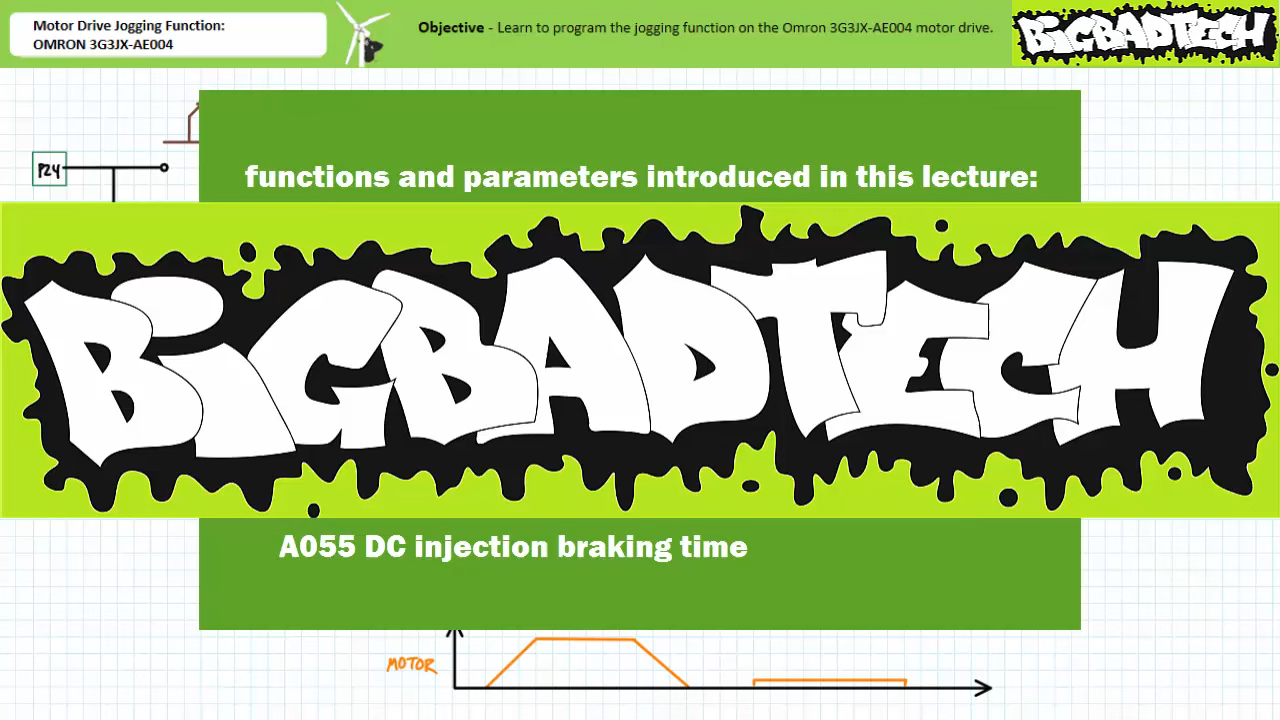 Motor Drive Jogging Function:
OMRON 3G3JX-AE004
Objective - Learn to program the jogging function on the Omron 3G3JX-AE004 motor drive.
BiGBADTECH
P24
functions and parameters introduced in this lecture:
BiGBADTECH
A055 DC injection braking time
MOTOR